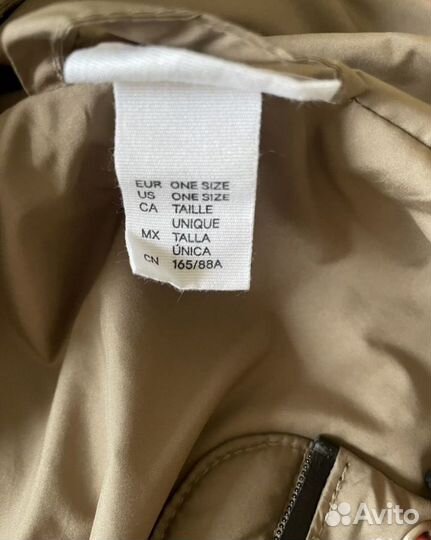 EUR ONE SIZE
US ONE SIZE
CA TAILLE
UNIQUE
MX TALLA
ÚNICA
CN 165/88A
Avito